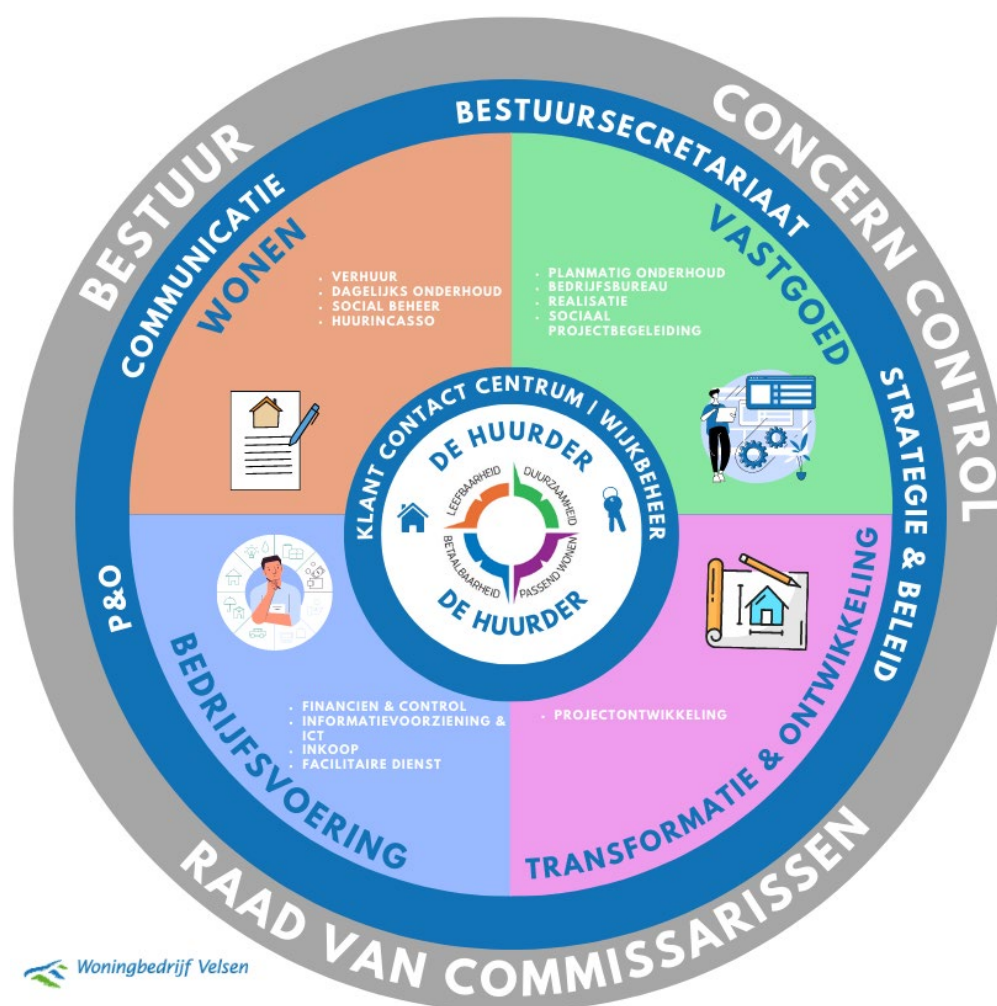 BESTUUR
CONCERN CONTROL
RAAD VAN COMMISSARISSEN
COMMUNICATIE
BESTUURSECRETARIAAT
STRATEGIE & BELEID
P&O
WONEN
• VERHUUR
• DAGELIJKS ONDERHOUD
• SOCIAL BEHEER
• HUURINCASSO
VASTGOED
• PLANMATIG ONDERHOUD
• BEDRIJFSBUREAU
• REALISATIE
• SOCIAAL
PROJECTBEGELEIDING
KLANT CONTACT CENTRUM | WIJKBEHEER
DE HUURDER
LEEFBAARHEID
DUURZAAMHEID
BETAALBAARHEID
PASSEND WONEN
DE HUURDER
BEDRIJFSVOERING
• FINANCIEN & CONTROL
• INFORMATIEVOORZIENING &
ICT
• INKOOP
• FACILITAIRE DIENST
TRANSFORMATIE & ONTWIKKELING
• PROJECTONTWIKKELING
Woningbedrijf Velsen